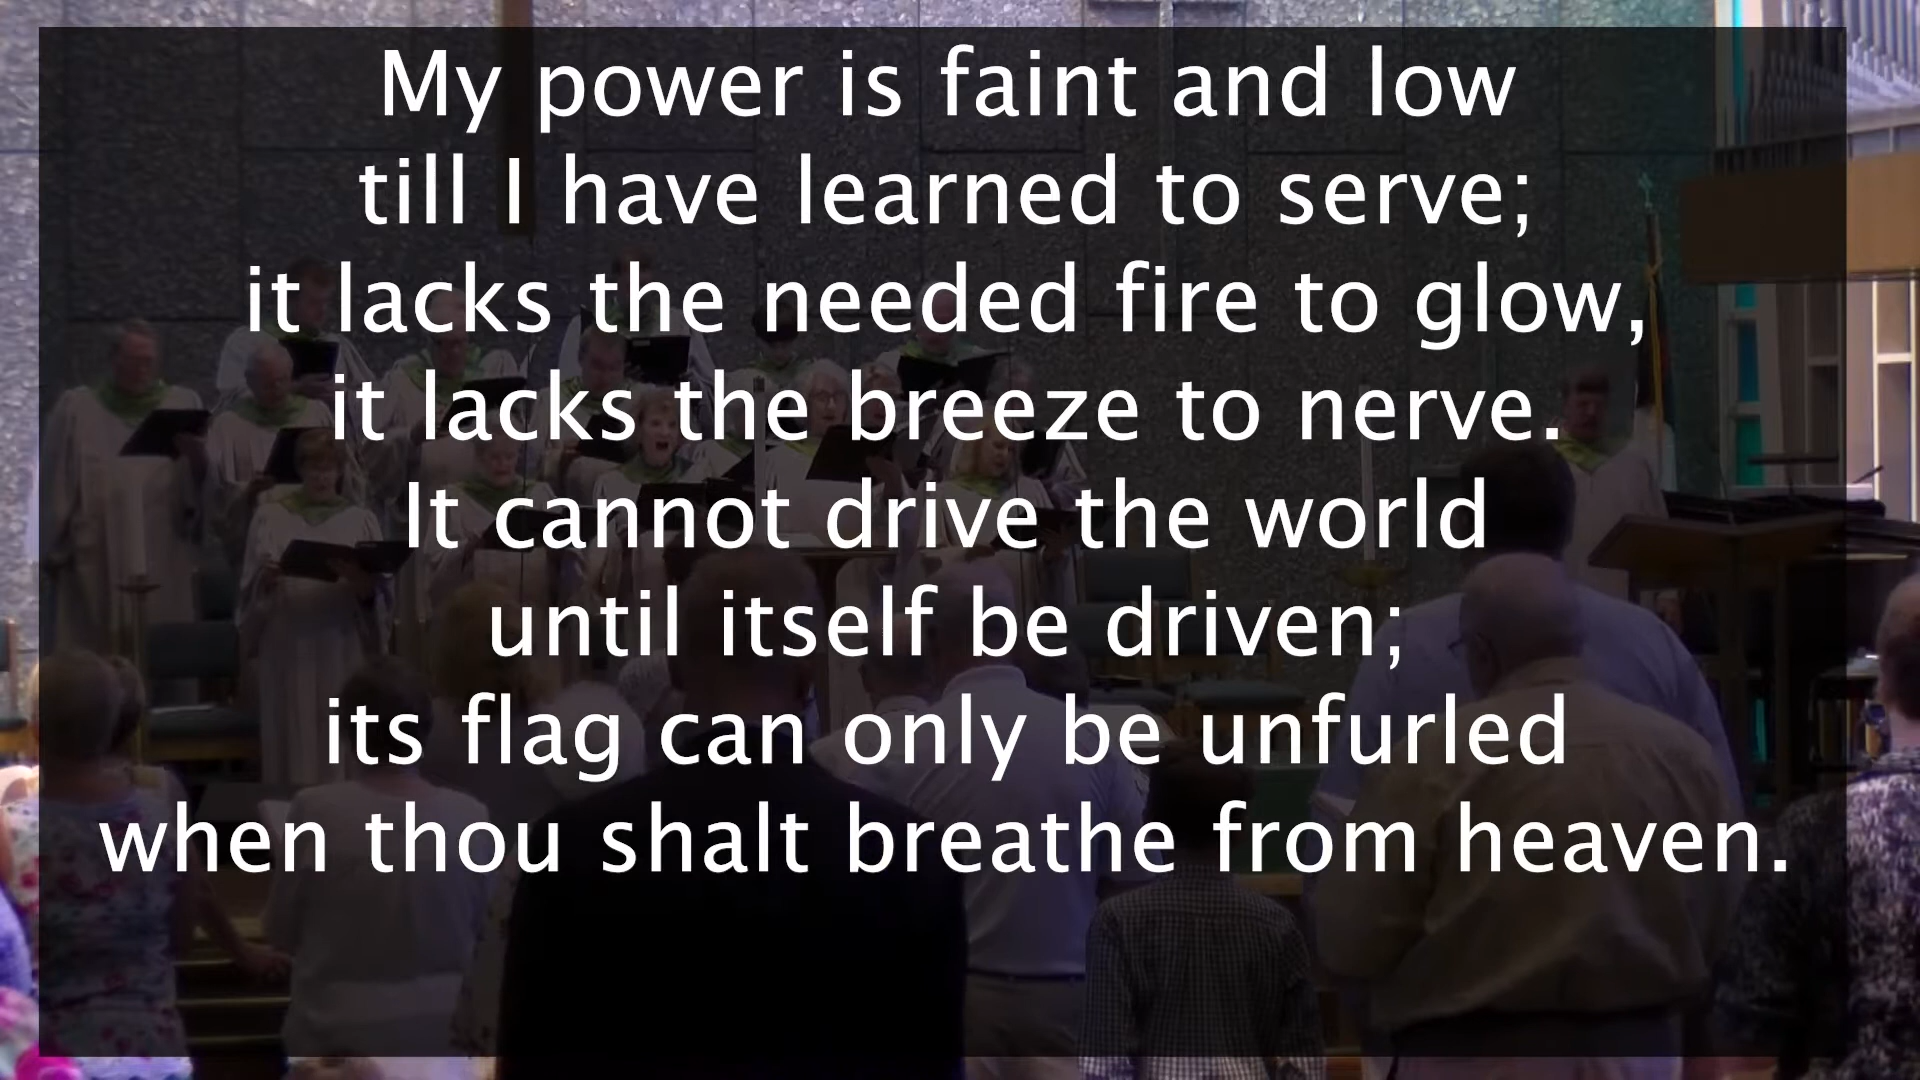 My power is faint and low
till I have learned to serve;
it lacks the needed fire to glow,
it lacks the breeze to nerve.
It cannot drive the world
until itself be driven;
its flag can only be unfurled
when thou shalt breathe from heaven.